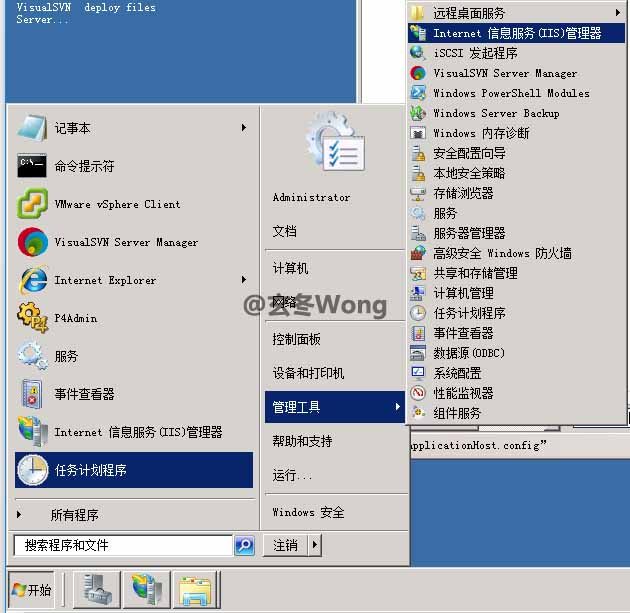 VisualSVN  deploy files
Server...
记事本
命令提示符
C:\_
VMware vSphere Client
VisualSVN Server Manager
Internet Explorer
P4Admin
服务
事件查看器
Internet 信息服务(IIS)管理器
任务计划程序
所有程序
搜索程序和文件
Administrator
文档
计算机
网络
控制面板
设备和打印机
管理工具
帮助和支持
运行...
Windows 安全
注销
@玄冬Wong
远程桌面服务
Internet 信息服务(IIS)管理器
iSCSI 发起程序
VisualSVN Server Manager
Windows PowerShell Modules
Windows Server Backup
Windows 内存诊断
安全配置向导
本地安全策略
存储浏览器
服务
服务器管理器
高级安全 Windows 防火墙
共享和存储管理
计算机管理
任务计划程序
事件查看器
数据源(ODBC)
系统配置
性能监视器
组件服务
pplicationHost.config”
开始